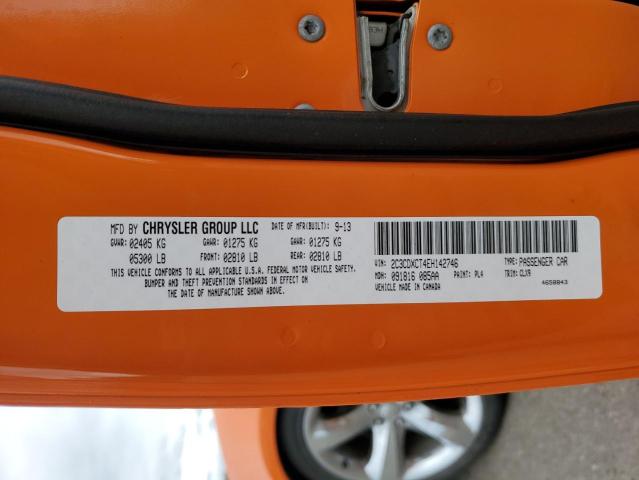 MFD BY CHRYSLER GROUP LLC DATE OF MFR(BUILT): 9-13
GVWR: 02405 KG GAWR: 01275 KG GAWR: 01275 KG
05300 LB FRONT: 02810 LB REAR: 02810 LB
THIS VEHICLE CONFORMS TO ALL APPLICABLE U.S.A. FEDERAL MOTOR VEHICLE SAFETY,
BUMPER AND THEFT PREVENTION STANDARDS IN EFFECT ON
THE DATE OF MANUFACTURE SHOWN ABOVE.
VIN: 2C3CDXCT4EH142746 TYPE: PASSENGER CAR
MDH: 091816 085AA PAINT: PL4 TRIM: CLX9
VEHICLE MADE IN CANADA 4658843